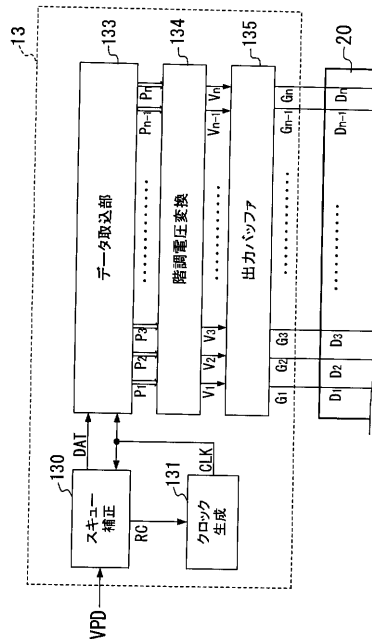 13
133
134
135
20
データ取込部
P1 P2 P3 ········ Pn-1 Pn
階調電圧変換
V1 V2 V3 ········ Vn-1 Vn
出力バッファ
G1 G2 G3 ········ Gn-1 Gn
D1 D2 D3 ········ Dn-1 Dn
130
DAT
スキュー
補正
VPD
RC
131
クロック
生成
CLK